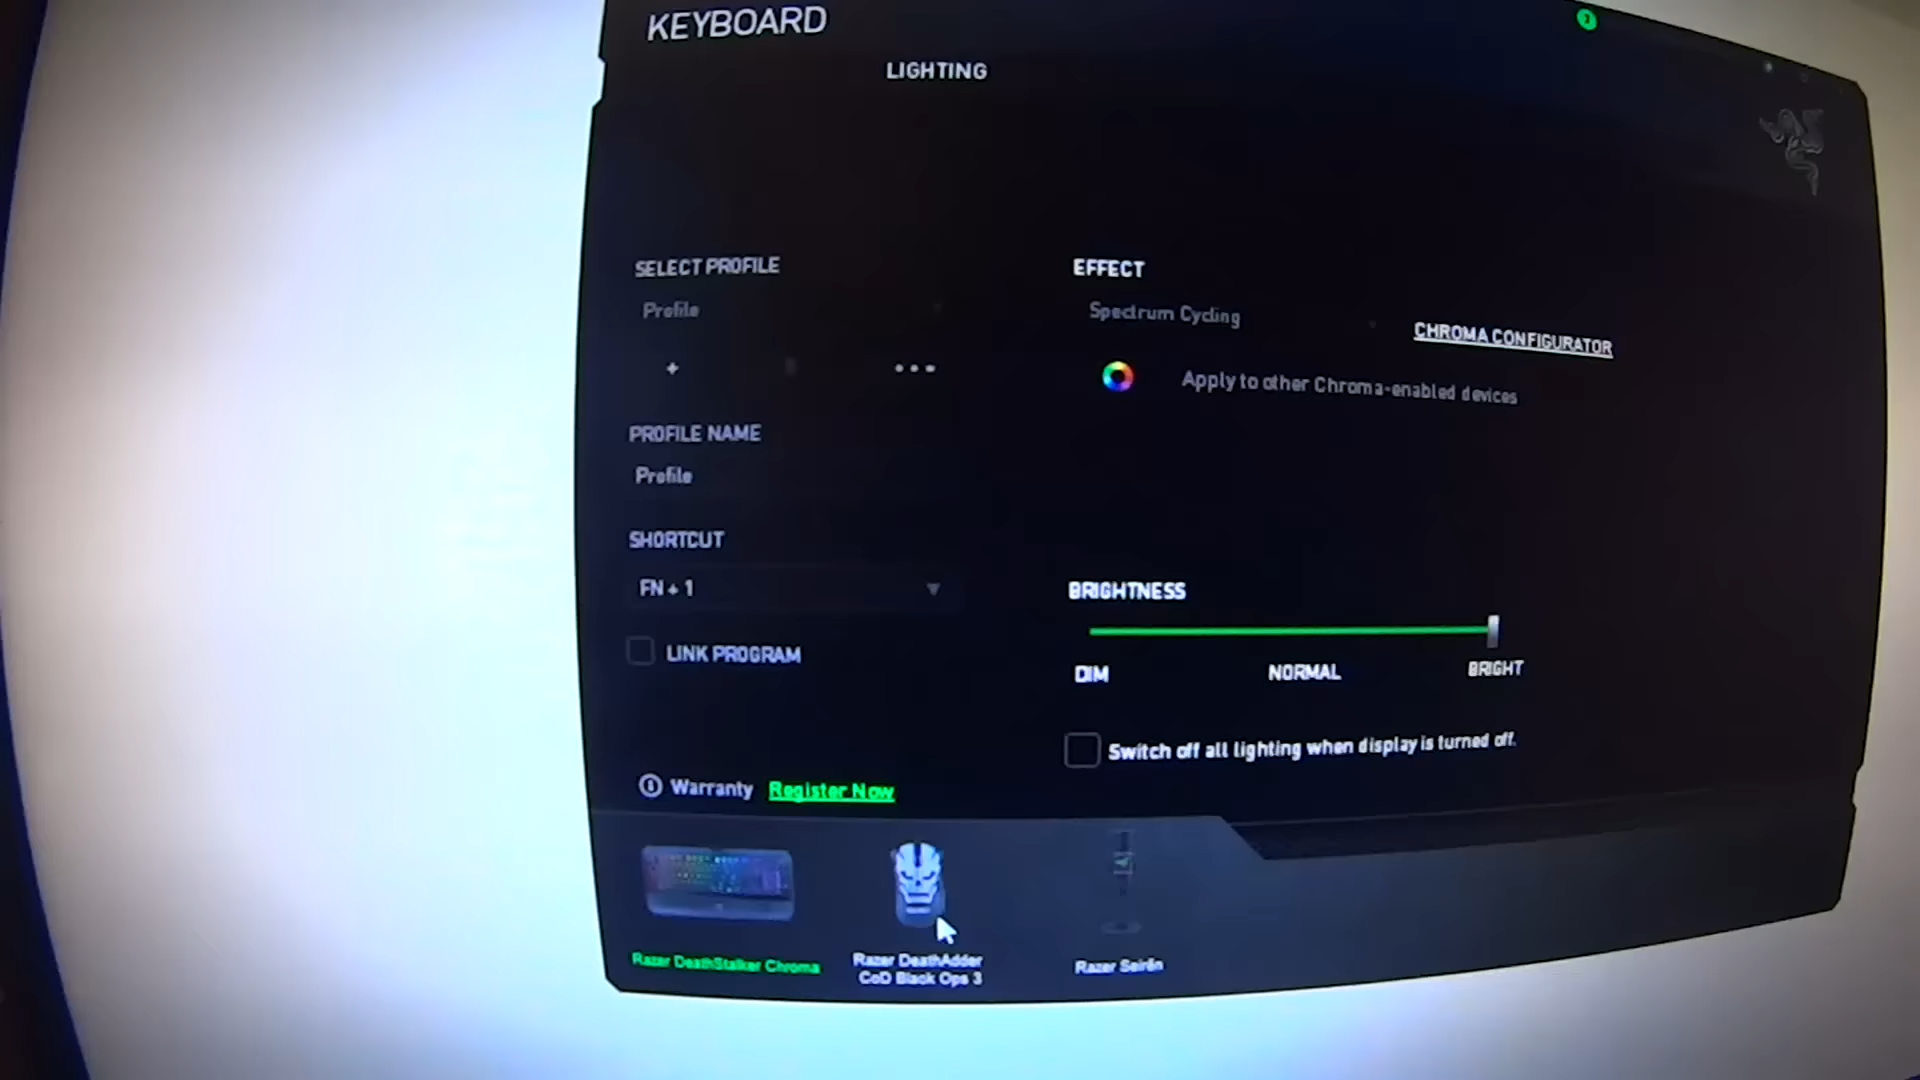 KEYBOARD
LIGHTING
SELECT PROFILE
Profile
PROFILE NAME
Profile
SHORTCUT
FN + 1
LINK PROGRAM
Warranty Register Now
EFFECT
Spectrum Cycling
CHROMA CONFIGURATOR
Apply to other Chroma-enabled devices
BRIGHTNESS
DIM NORMAL BRIGHT
Switch off all lighting when display is turned off.
Razer DeathStalker Chroma
Razer DeathAdder
CoD Black Ops 3
Razer Seirēn